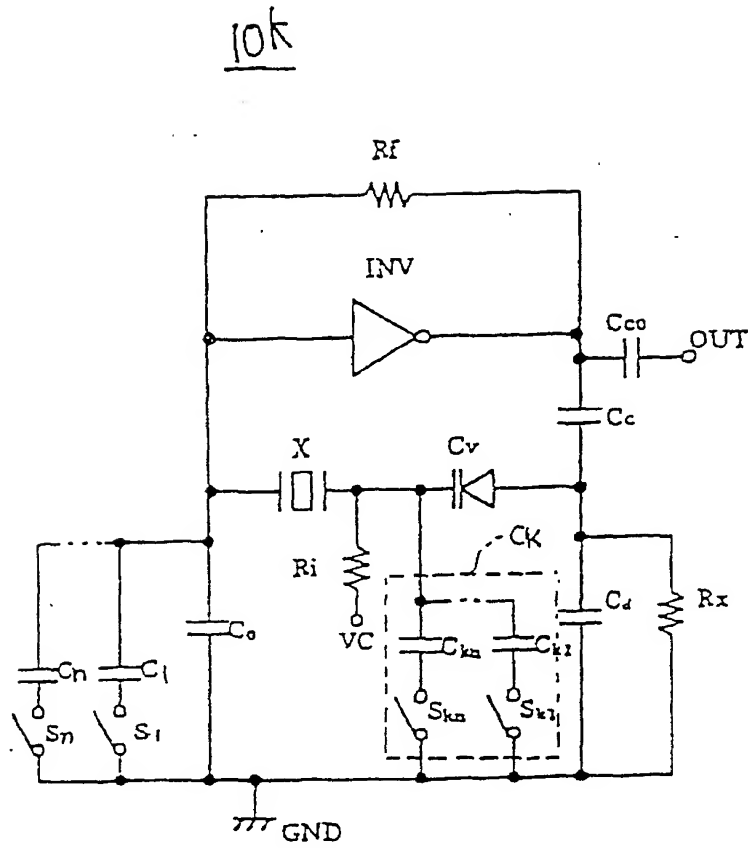 10k
Rf
INV
Cco
OUT
Cc
X
Cv
CK
Ri
Cd
Rx
Co
VC
Ckn
Ck1
Cn
C1
Skn
Sk1
Sn
S1
GND